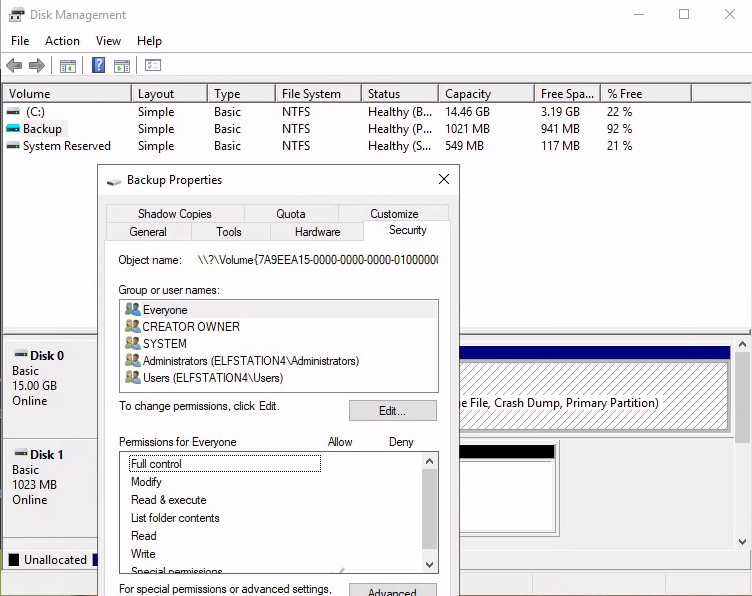 Disk Management
File Action View Help
Volume Layout Type File System Status Capacity Free Spa... % Free
(C:) Simple Basic NTFS Healthy (B... 14.46 GB 3.19 GB 22 %
Backup Simple Basic NTFS Healthy (P... 1021 MB 941 MB 92 %
System Reserved Simple Basic NTFS Healthy (S... 549 MB 117 MB 21 %
Backup Properties
Shadow Copies Quota Customize
General Tools Hardware Security
Object name: \\?\Volume{7A9EEA15-0000-0000-0000-01000000
Group or user names:
Everyone
CREATOR OWNER
SYSTEM
Administrators (ELFSTATION4\Administrators)
Users (ELFSTATION4\Users)
To change permissions, click Edit.
Edit...
Permissions for Everyone Allow Deny
Full control
Modify
Read & execute
List folder contents
Read
Write
Special permissions
For special permissions or advanced settings,
Advanced
Disk 0
Basic
15.00 GB
Online
ge File, Crash Dump, Primary Partition)
Disk 1
Basic
1023 MB
Online
Unallocated